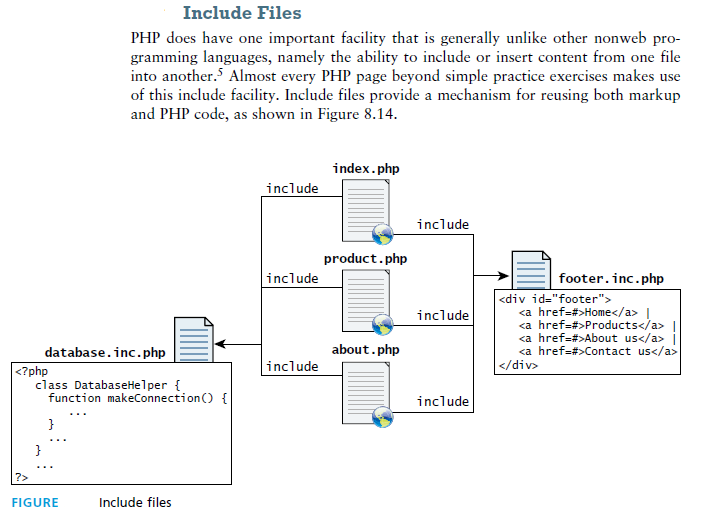 Include Files
PHP does have one important facility that is generally unlike other nonweb pro-
gramming languages, namely the ability to include or insert content from one file
into another.5 Almost every PHP page beyond simple practice exercises makes use
of this include facility. Include files provide a mechanism for reusing both markup
and PHP code, as shown in Figure 8.14.
index.php
include
include
product.php
include
include
about.php
include
include
footer.inc.php
<div id="footer">
<a href=#>Home</a> |
<a href=#>Products</a> |
<a href=#>About us</a> |
<a href=#>Contact us</a>
</div>
database.inc.php
<?php
class DatabaseHelper {
function makeConnection() {
...
}
...
}
...
?>
FIGURE Include files